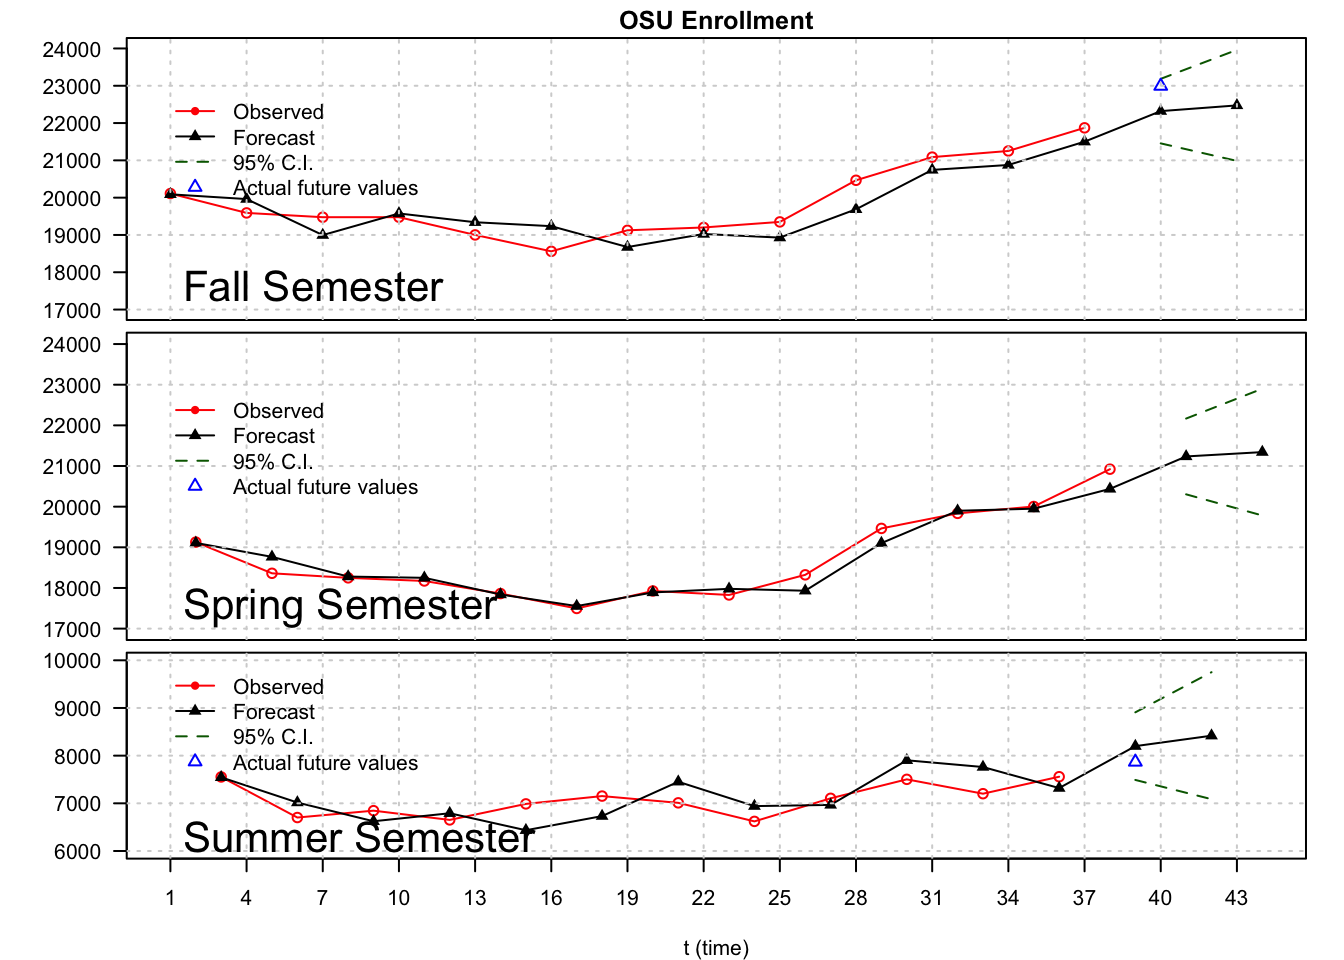 OSU Enrollment
24000
23000
22000
21000
20000
19000
18000
17000
Observed
Forecast
95% C.I.
Actual future values
Fall Semester
24000
23000
22000
21000
20000
19000
18000
17000
Observed
Forecast
95% C.I.
Actual future values
Spring Semester
10000
9000
8000
7000
6000
Observed
Forecast
95% C.I.
Actual future values
Summer Semester
1 4 7 10 13 16 19 22 25 28 31 34 37 40 43
t (time)